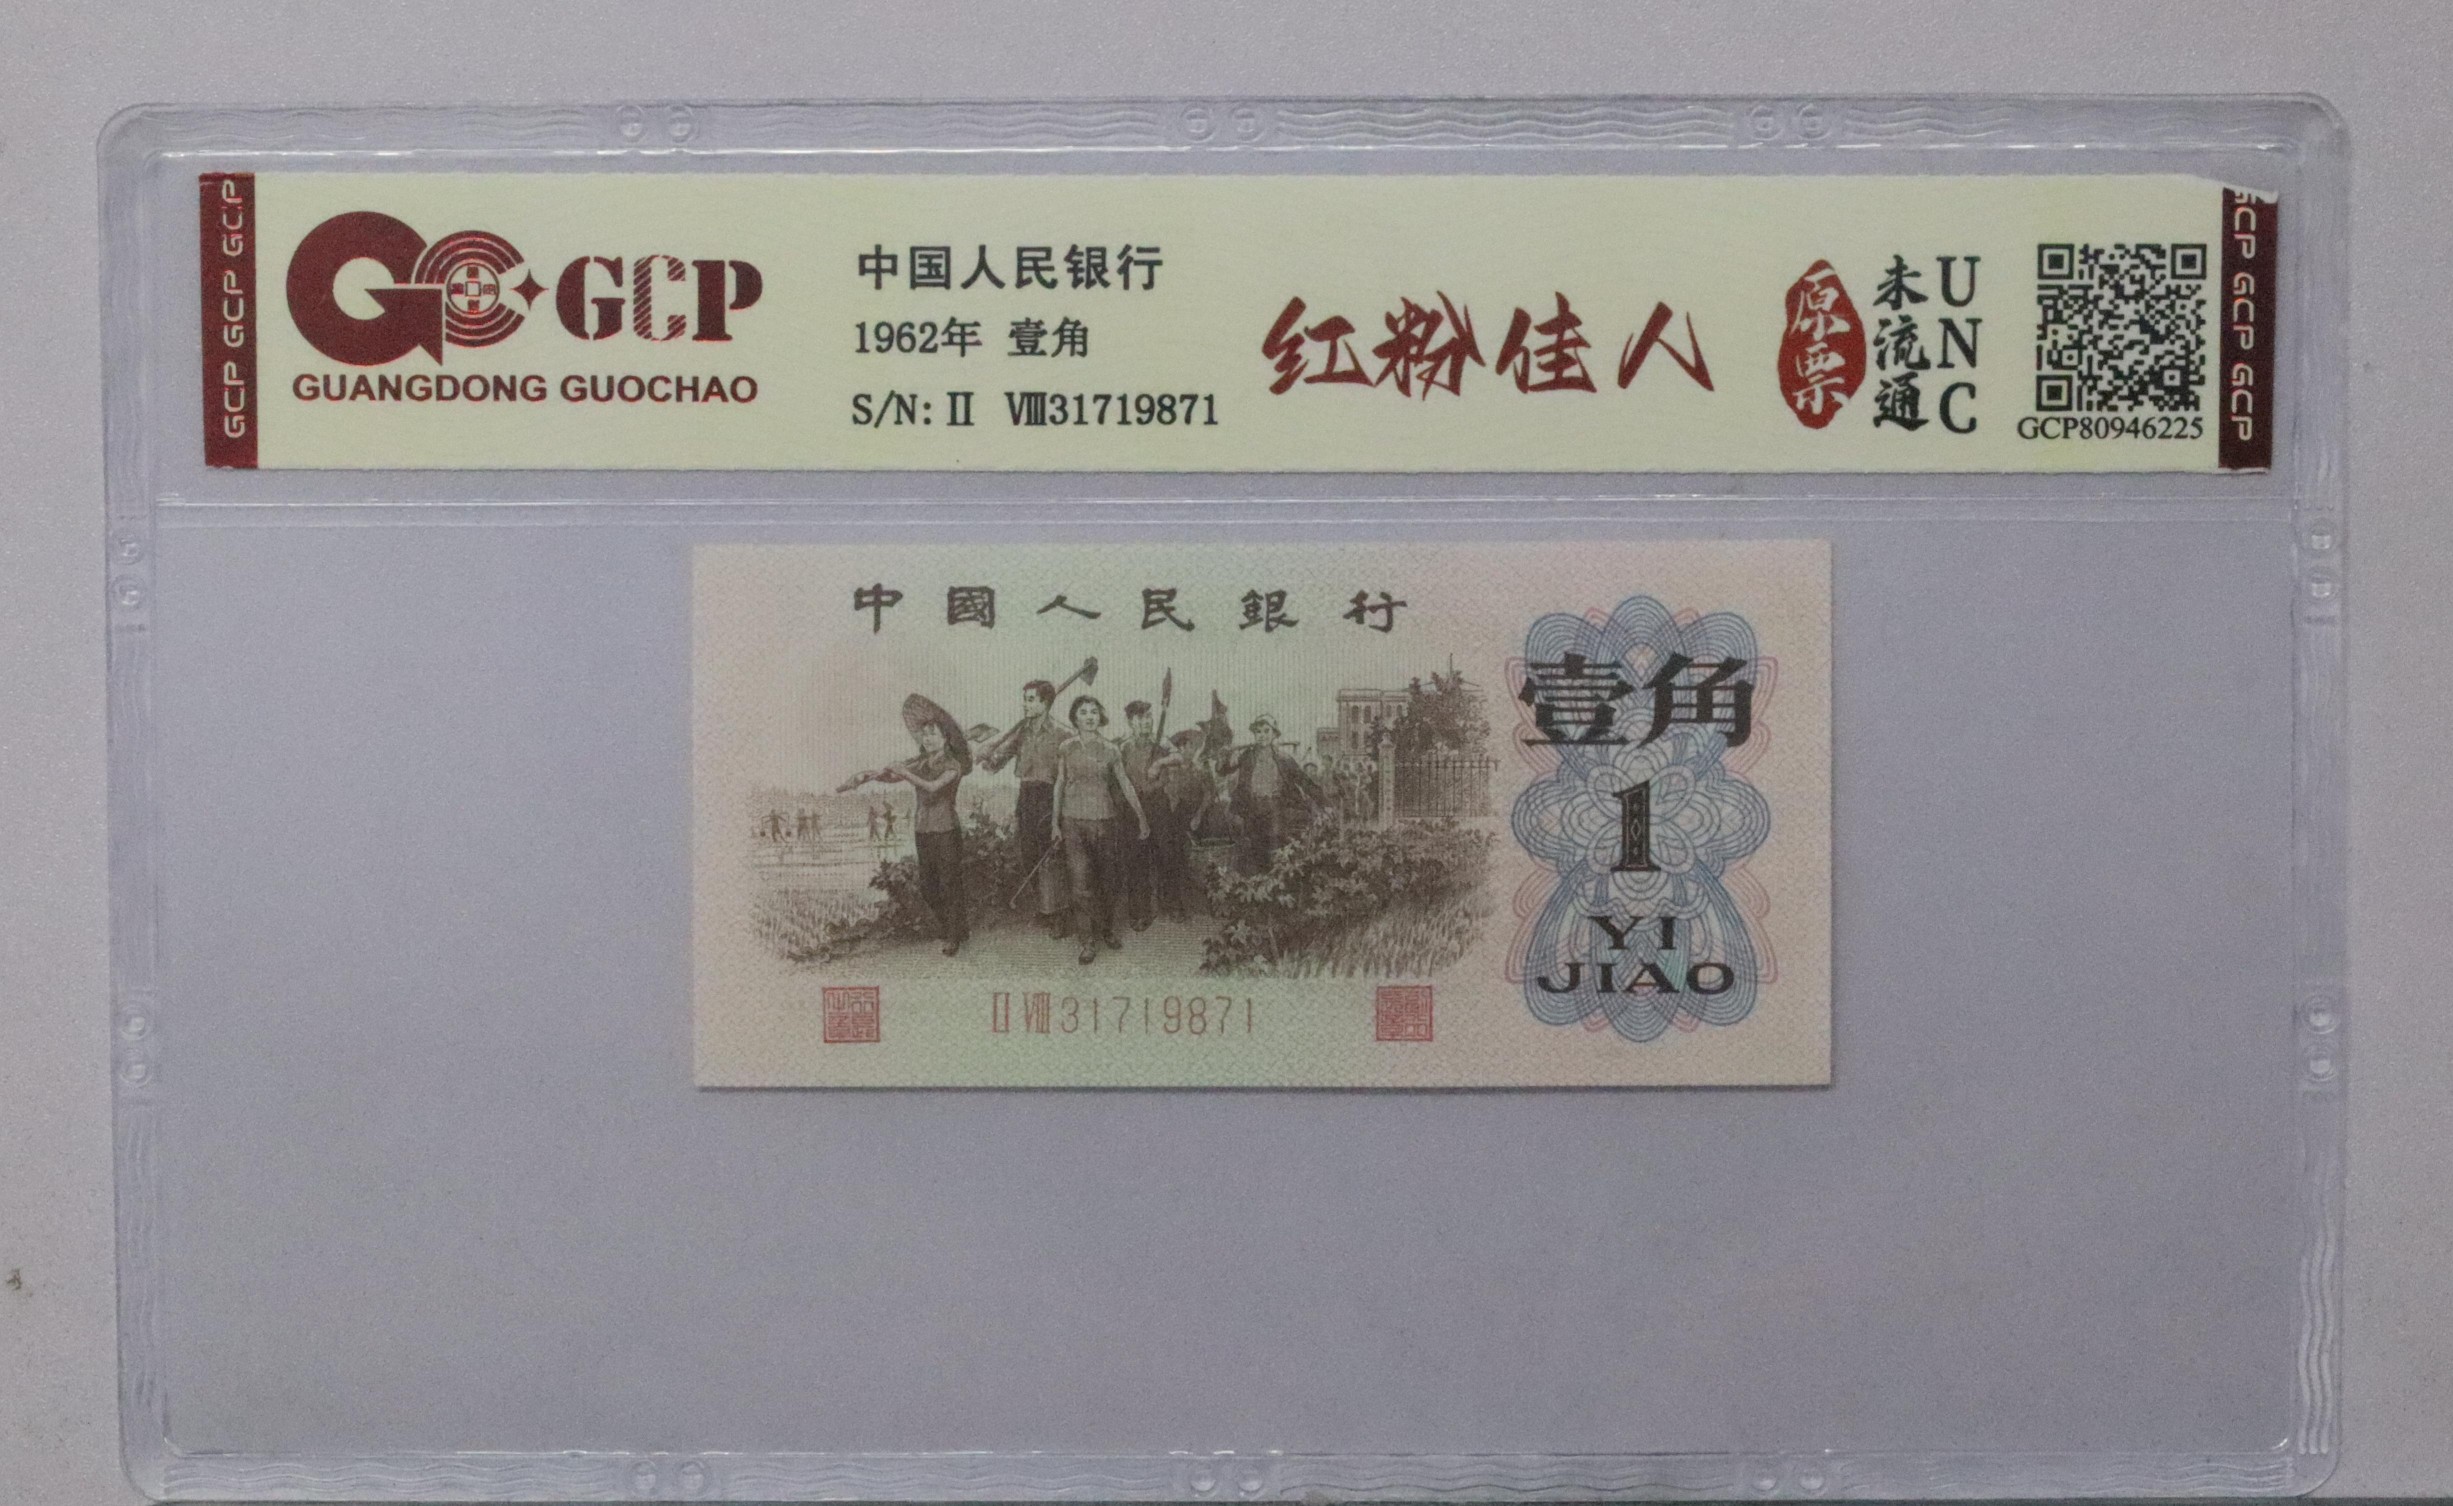 GCP GCP GCP
GCP
GUANGDONG GUOCHAO
中国人民银行
1962年 壹角
S/N: Ⅱ Ⅷ31719871
红粉佳人
原票
未流通
UNC
GCP80946225
GCP GCP GCP
中國人民銀行
壹角
1
YI
JIAO
Ⅱ Ⅷ 31719871